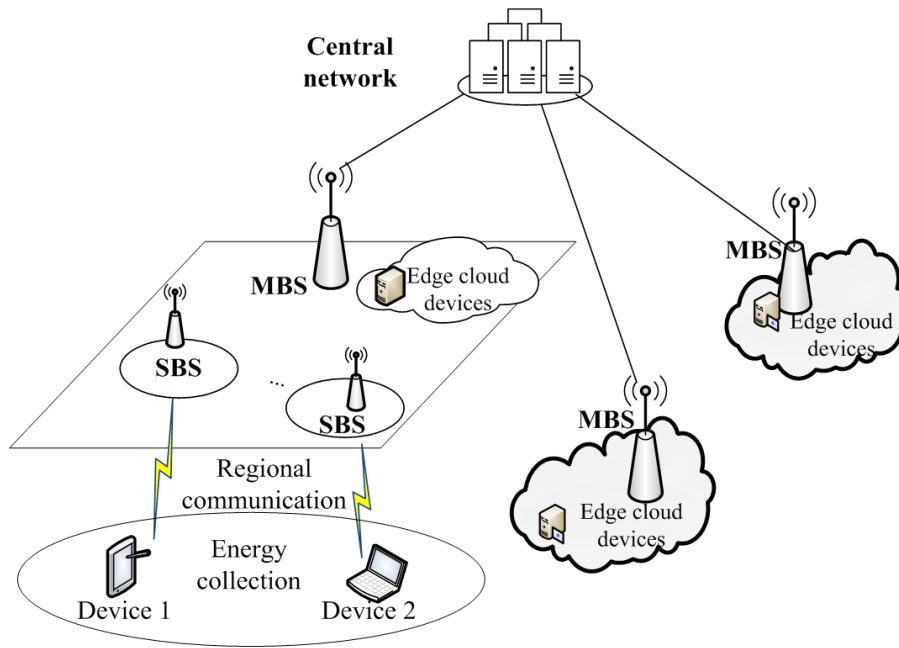 Central
network
MBS
Edge cloud
devices
MBS
Edge cloud
devices
SBS
...
SBS
MBS
Edge cloud
devices
Regional
communication
Energy
collection
Device 1
Device 2